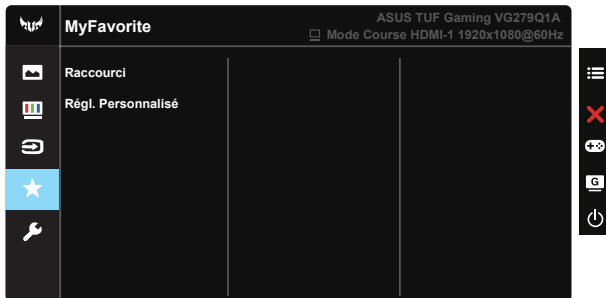 MyFavorite
ASUS TUF Gaming VG279Q1A
Mode Course HDMI-1 1920x1080@60Hz
Raccourci
Régl. Personnalisé
G